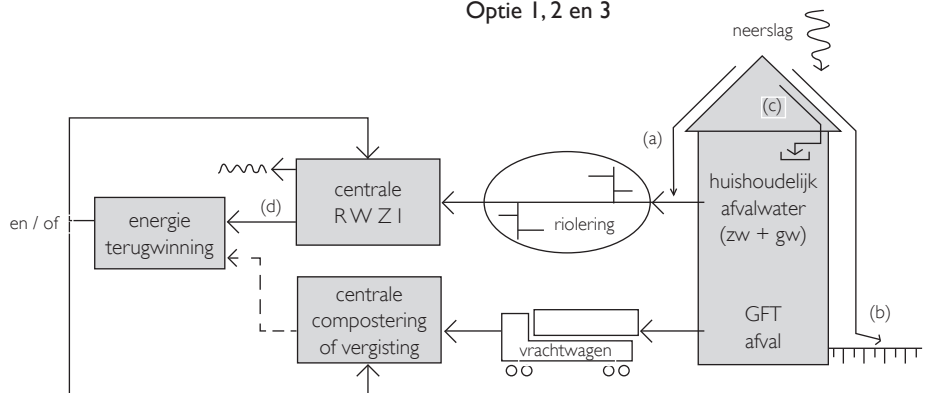 Optie 1, 2 en 3
neerslag
(c)
(a)
huishoudelijk
afvalwater
(zw + gw)
centrale
RWZI
(d)
en / of
energie
terugwinning
riolering
centrale
compostering
of vergisting
vrachtwagen
GFT
afval
(b)